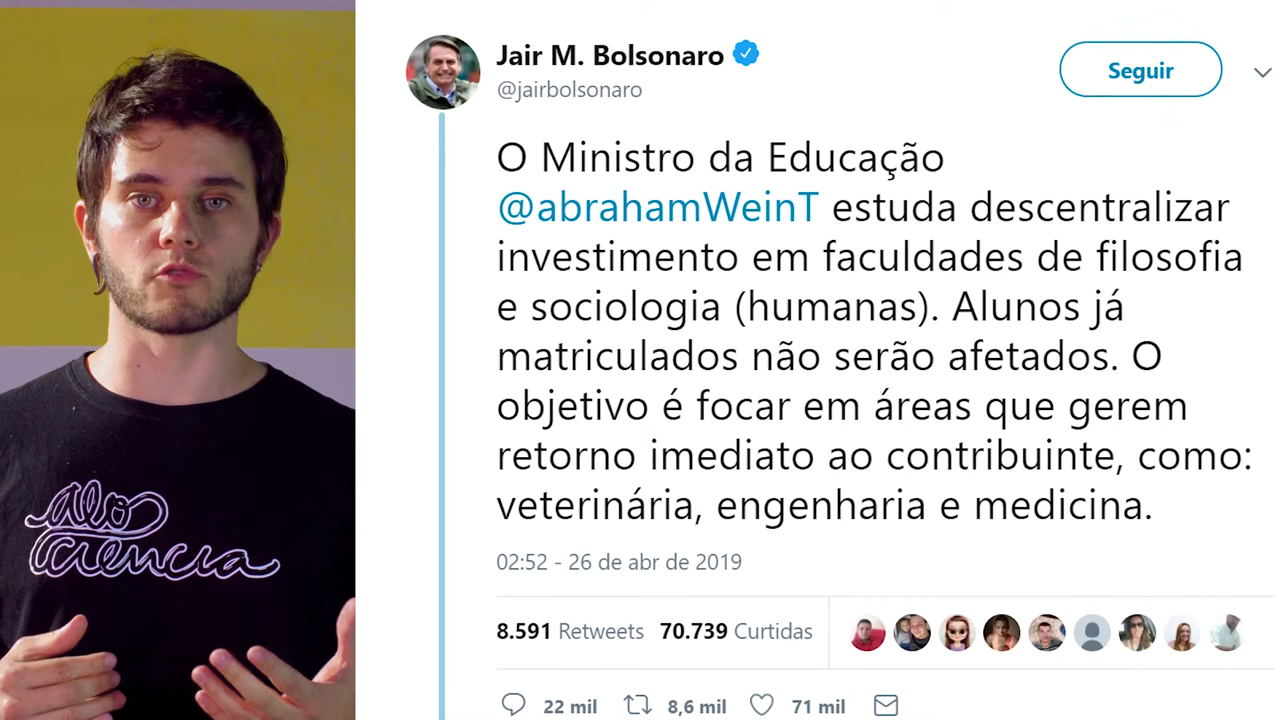 alô
ciência
Jair M. Bolsonaro
@jairbolsonaro
Seguir
O Ministro da Educação
@abrahamWeinT estuda descentralizar
investimento em faculdades de filosofia
e sociologia (humanas). Alunos já
matriculados não serão afetados. O
objetivo é focar em áreas que gerem
retorno imediato ao contribuinte, como:
veterinária, engenharia e medicina.
02:52 - 26 de abr de 2019
8.591 Retweets 70.739 Curtidas
22 mil 8,6 mil 71 mil